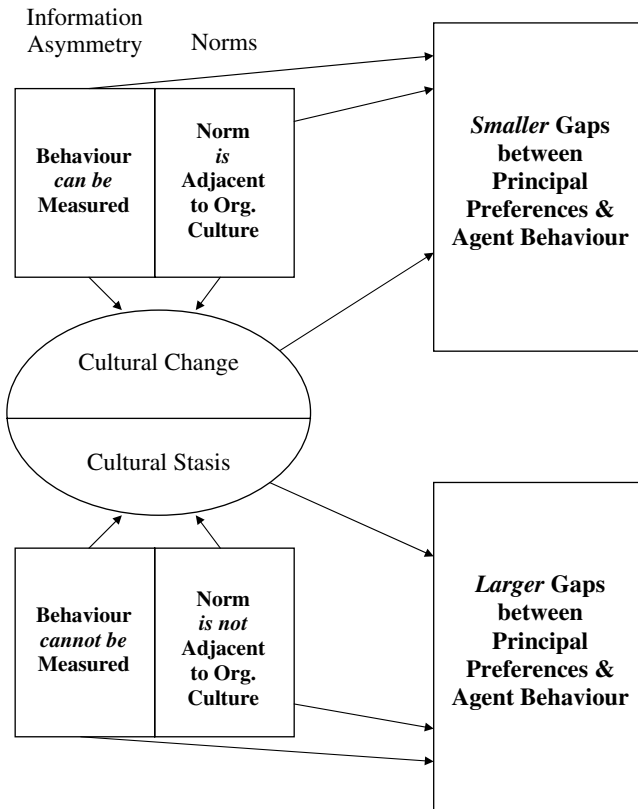 Information
Asymmetry
Norms
Behaviour
can be
Measured
Norm
is
Adjacent
to Org.
Culture
Smaller Gaps
between
Principal
Preferences &
Agent Behaviour
Cultural Change
Cultural Stasis
Behaviour
cannot be
Measured
Norm
is not
Adjacent
to Org.
Culture
Larger Gaps
between
Principal
Preferences &
Agent Behaviour